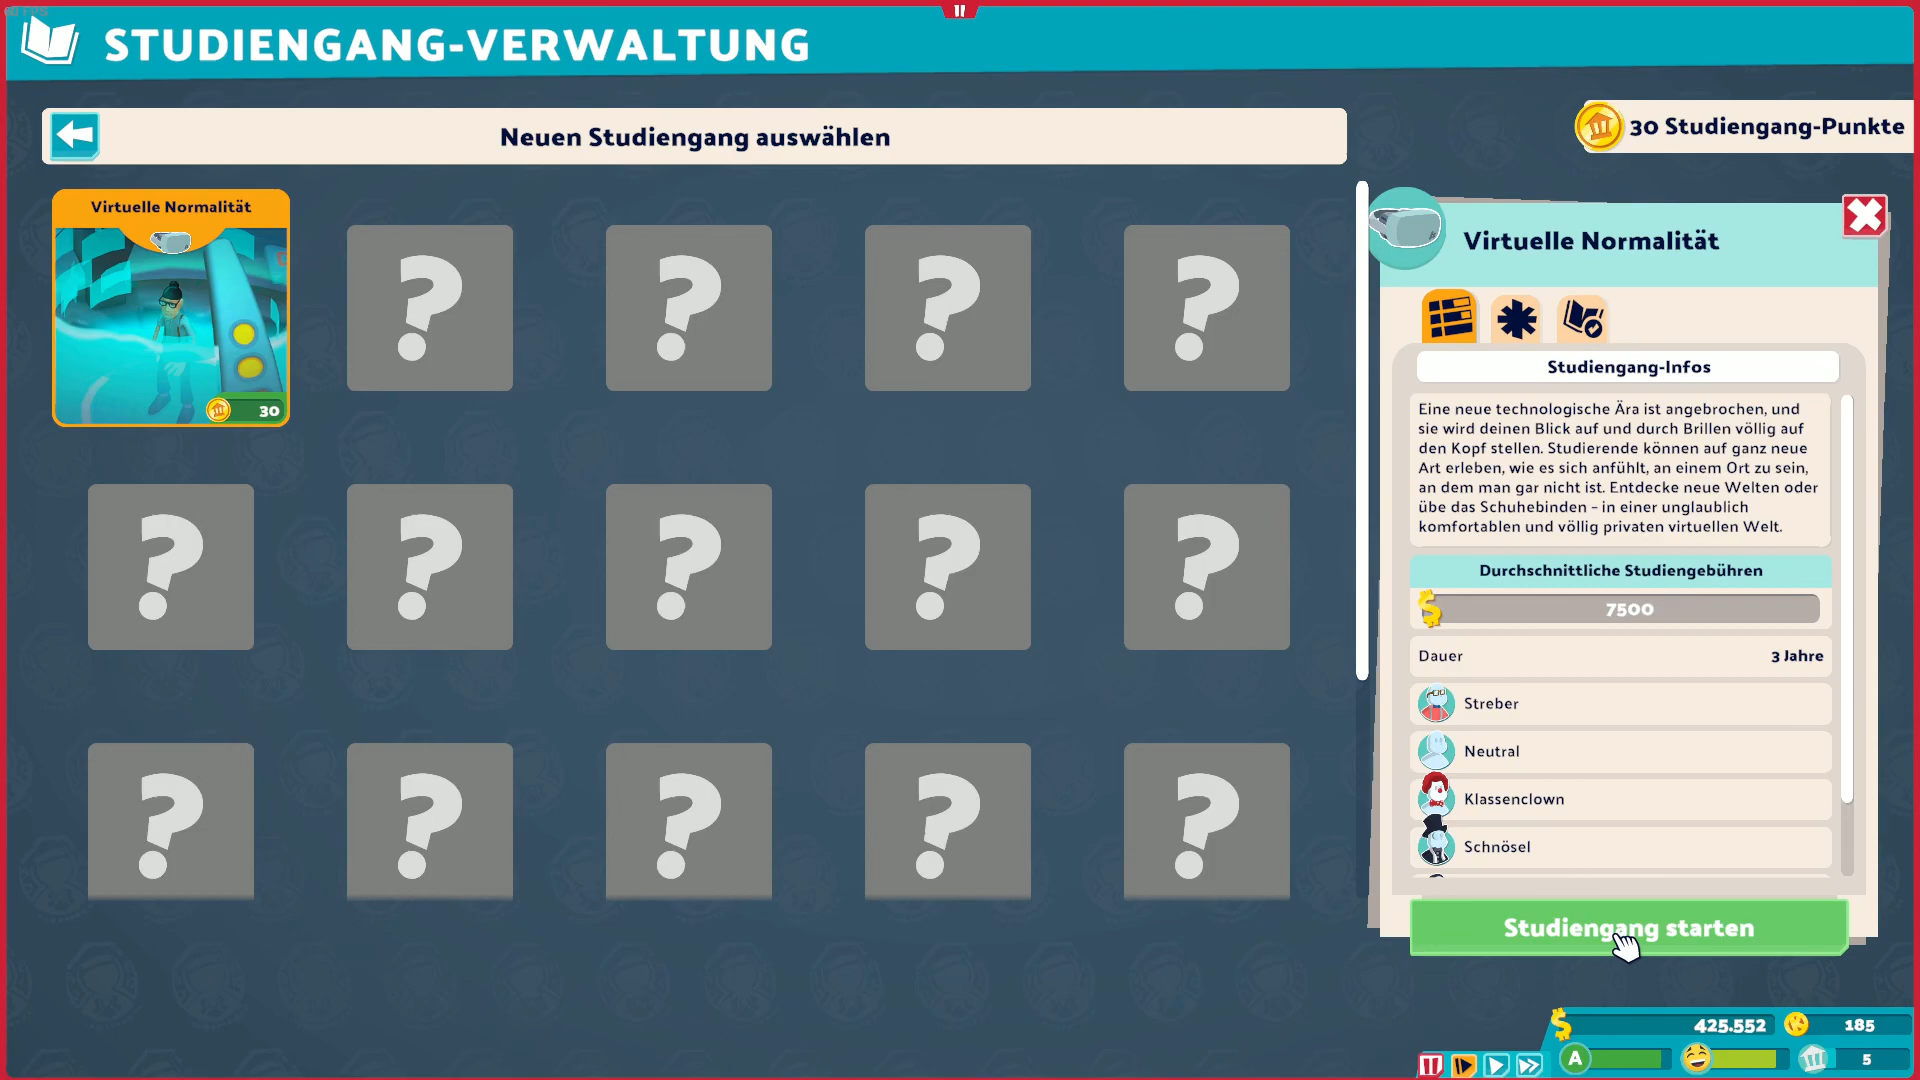 60 FPS
STUDIENGANG-VERWALTUNG
Neuen Studiengang auswählen
30 Studiengang-Punkte
Virtuelle Normalität
30
?
?
?
?
?
?
?
?
?
?
?
?
?
?
Virtuelle Normalität
Studiengang-Infos
Eine neue technologische Ära ist angebrochen, und
sie wird deinen Blick auf und durch Brillen völlig auf
den Kopf stellen. Studierende können auf ganz neue
Art erleben, wie es sich anfühlt, an einem Ort zu sein,
an dem man gar nicht ist. Entdecke neue Welten oder
übe das Schuhebinden – in einer unglaublich
komfortablen und völlig privaten virtuellen Welt.
Durchschnittliche Studiengebühren
$ 7500
Dauer 3 Jahre
Streber
Neutral
Klassenclown
Schnösel
Studiengang starten
$ 425.552 185
A 5